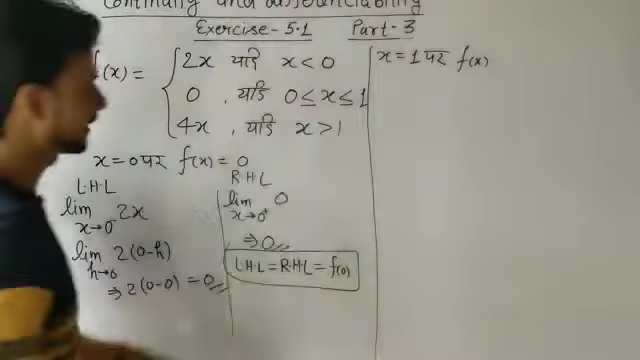 Continuity and differentiability
Exercise-5.1 Part-3
f(x) = { 2x यदि x < 0
0 , यदि 0 ≤ x ≤ 1
4x , यदि x > 1
x = 0 पर f(x) = 0
L.H.L
lim 2x
x→0⁻
lim 2(0-h)
h→0
⇒ 2(0-0) = 0
R.H.L
lim 0
x→0⁺
⇒ 0
L.H.L = R.H.L = f(0)
x = 1 पर f(x)